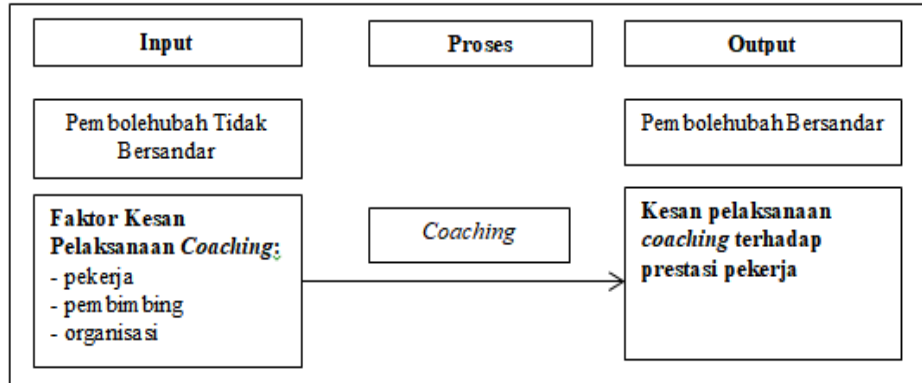 Input
Proses
Output
Pembolehubah Tidak
Bersandar
Pembolehubah Bersandar
Faktor Kesan
Pelaksanaan Coaching:
- pekerja
- pembimbing
- organisasi
Coaching
Kesan pelaksanaan
coaching terhadap
prestasi pekerja